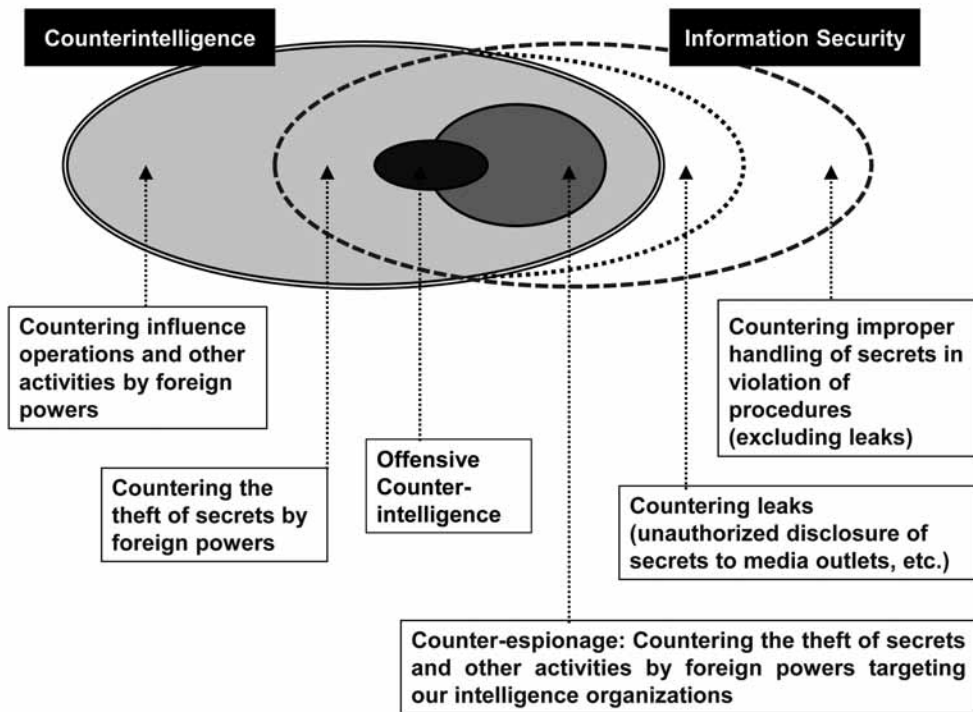 Counterintelligence
Information Security
Countering influence
operations and other
activities by foreign
powers
Countering the
theft of secrets by
foreign powers
Offensive
Counter-
intelligence
Countering improper
handling of secrets in
violation of
procedures
(excluding leaks)
Countering leaks
(unauthorized disclosure of
secrets to media outlets, etc.)
Counter-espionage: Countering the theft of secrets
and other activities by foreign powers targeting
our intelligence organizations